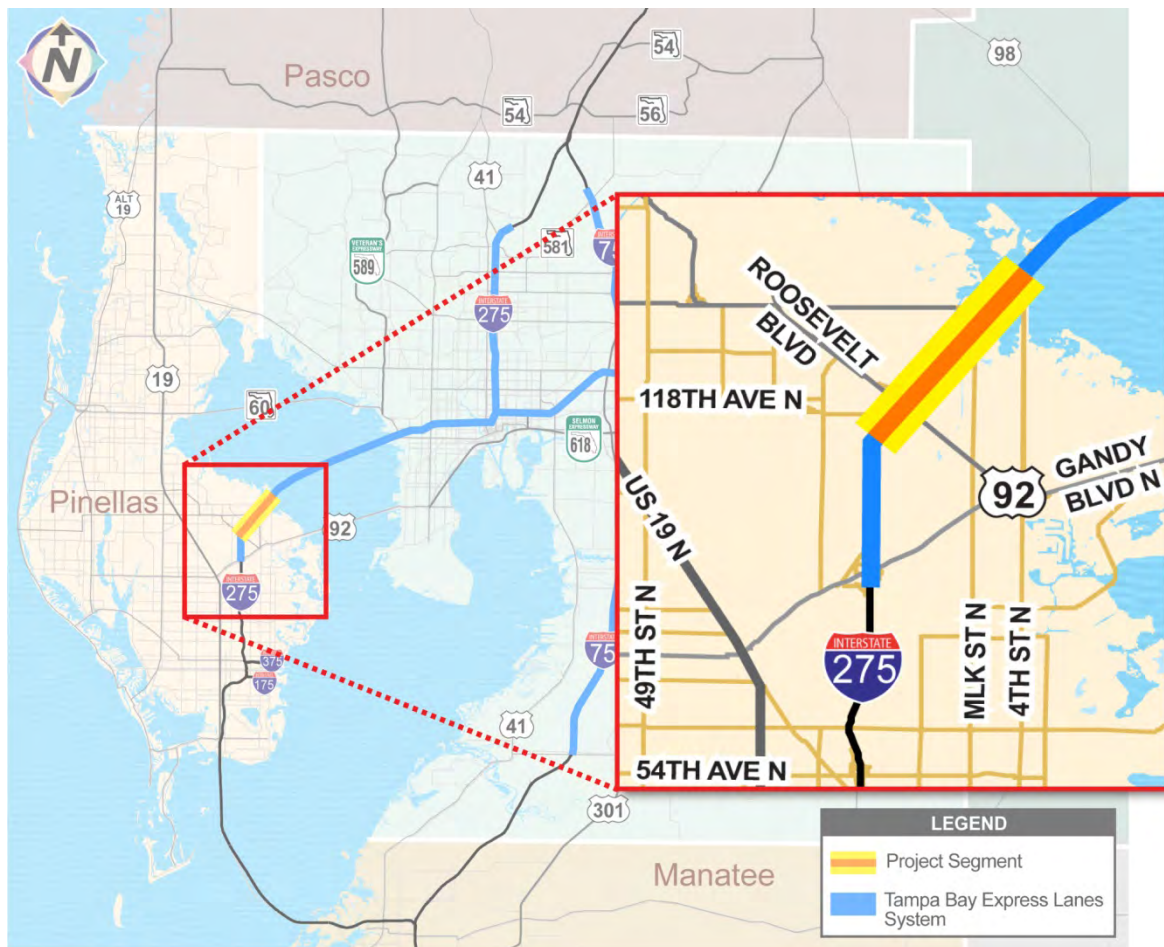 N
Pasco
54
98
54
56
41
ALT
19
VETERAN'S
EXPRESSWAY
589
581
INTERSTATE
275
19
60
SELMON
EXPRESSWAY
618
Pinellas
92
INTERSTATE
275
375
175
75
41
301
Manatee
ROOSEVELT
BLVD
118TH AVE N
US 19 N
92
GANDY
BLVD N
49TH ST N
INTERSTATE
275
MLK ST N
4TH ST N
54TH AVE N
LEGEND
Project Segment
Tampa Bay Express Lanes
System